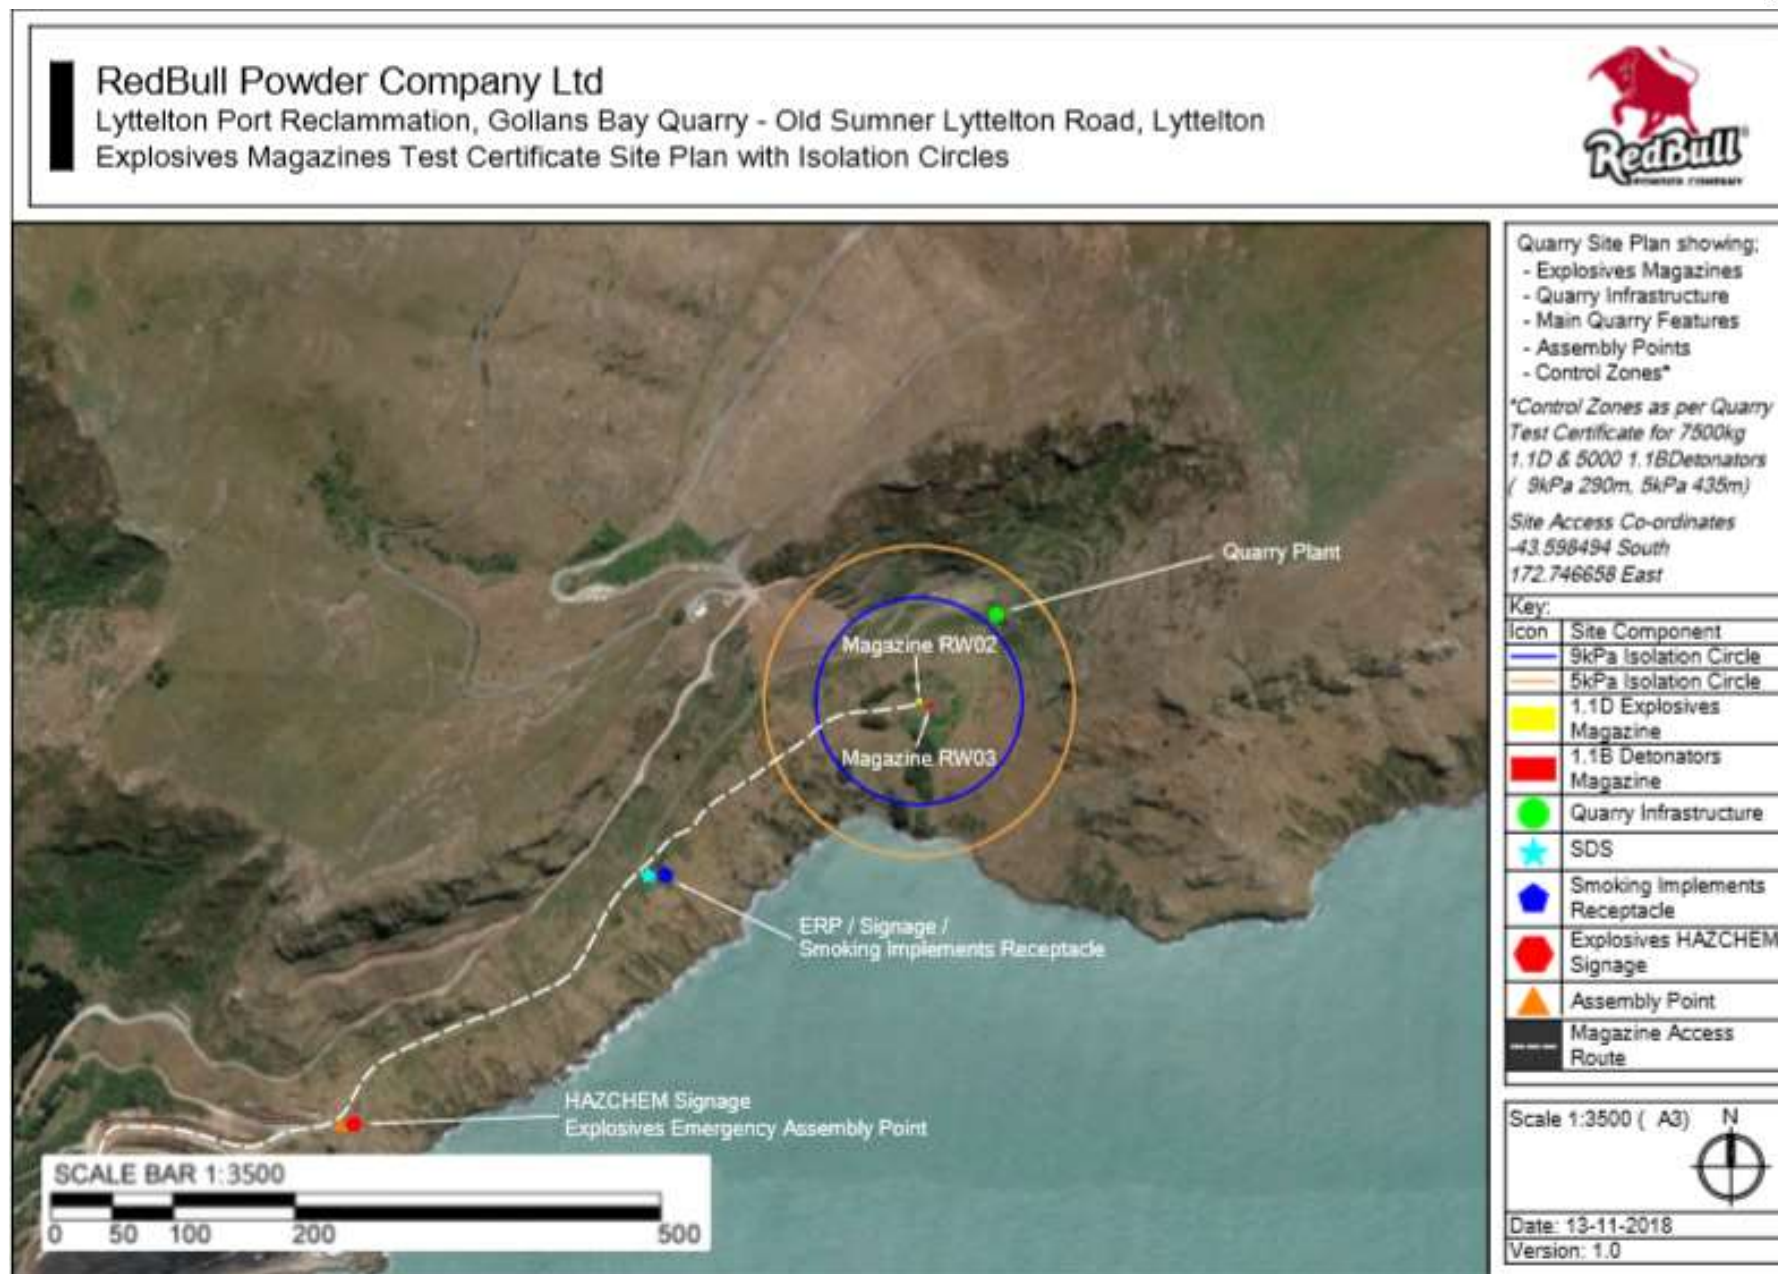 RedBull Powder Company Ltd
Lyttelton Port Reclammation, Gollans Bay Quarry - Old Sumner Lyttelton Road, Lyttelton
Explosives Magazines Test Certificate Site Plan with Isolation Circles
RedBull®
POWDER COMPANY
Quarry Plant
Magazine RW02
Magazine RW03
ERP / Signage /
Smoking Implements Receptacle
HAZCHEM Signage
Explosives Emergency Assembly Point
SCALE BAR 1:3500
0 50 100 200 500
Quarry Site Plan showing;
- Explosives Magazines
- Quarry Infrastructure
- Main Quarry Features
- Assembly Points
- Control Zones*
*Control Zones as per Quarry
Test Certificate for 7500kg
1.1D & 5000 1.1BDetonators
( 9kPa 290m, 5kPa 435m)
Site Access Co-ordinates
-43.598494 South
172.746658 East
Key:
Icon Site Component
9kPa Isolation Circle
5kPa Isolation Circle
1.1D Explosives
Magazine
1.1B Detonators
Magazine
Quarry Infrastructure
SDS
Smoking Implements
Receptacle
Explosives HAZCHEM
Signage
Assembly Point
Magazine Access
Route
Scale 1:3500 ( A3)
N
Date: 13-11-2018
Version: 1.0